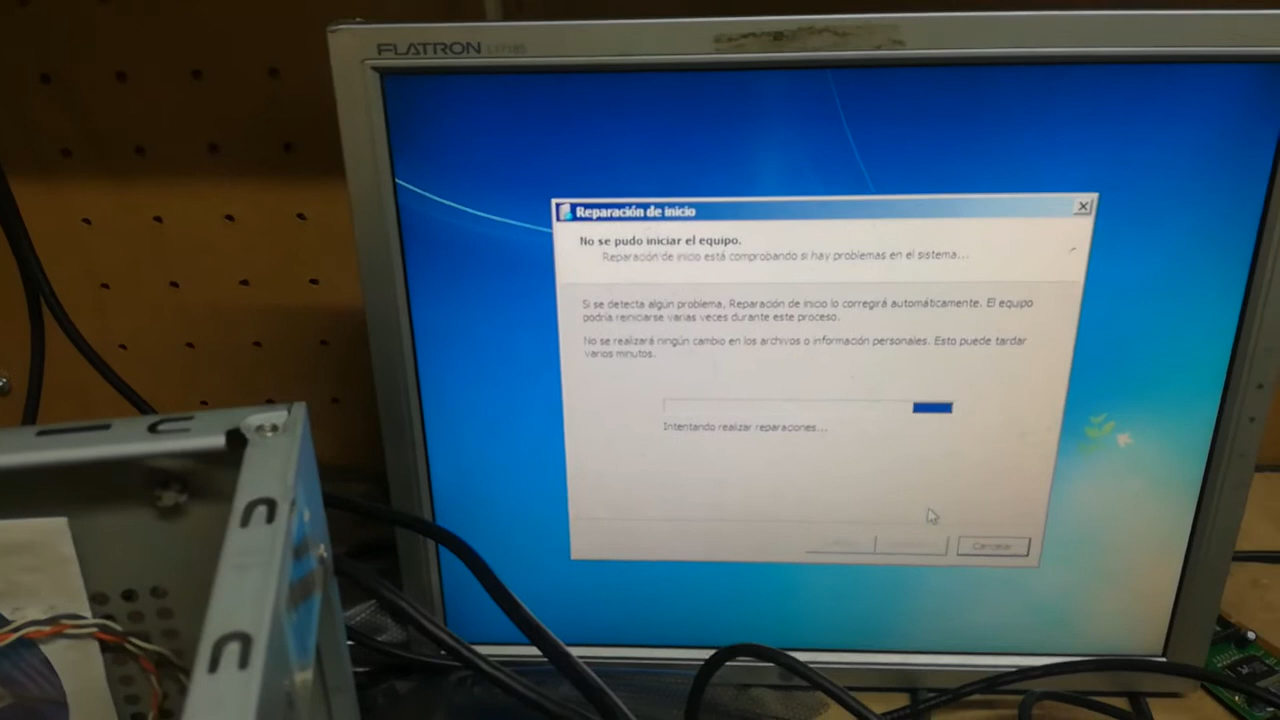 FLATRON
Reparación de inicio
No se pudo iniciar el equipo.
Reparación de inicio está comprobando si hay problemas en el sistema...
Si se detecta algún problema, Reparación de inicio lo corregirá automáticamente. El equipo
podría reiniciarse varias veces durante este proceso.
No se realizará ningún cambio en los archivos o información personales. Esto puede tardar
varios minutos.
Intentando realizar reparaciones...
Cancelar